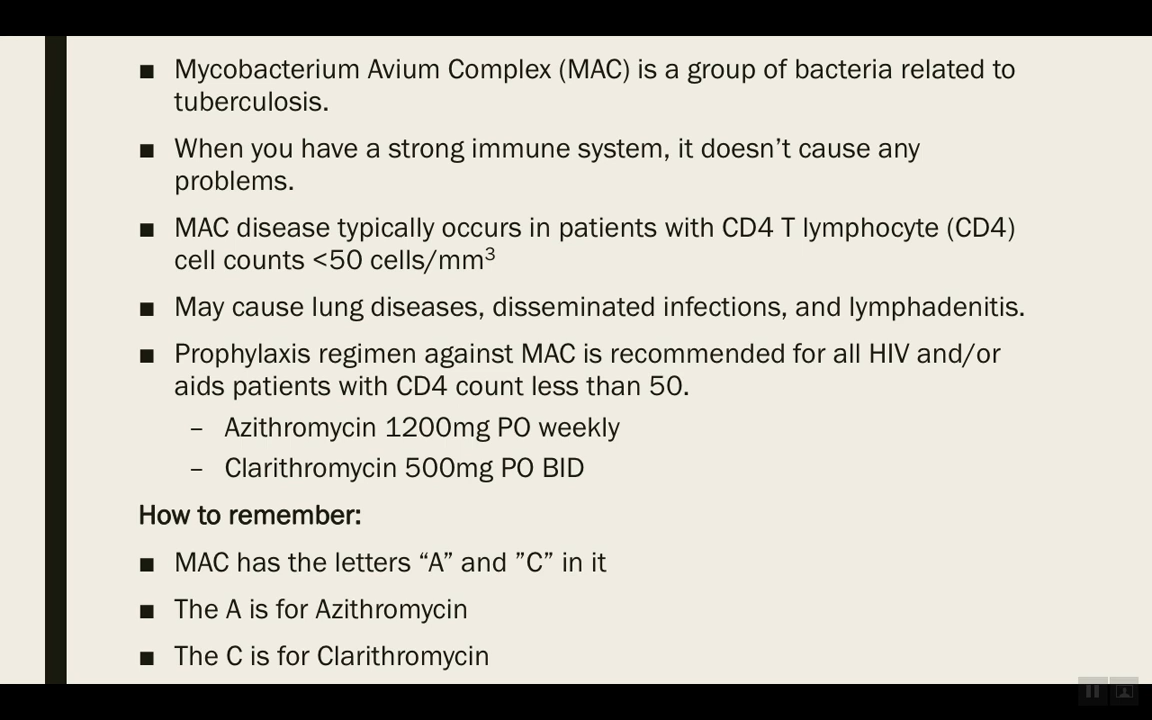 ■ Mycobacterium Avium Complex (MAC) is a group of bacteria related to
tuberculosis.
■ When you have a strong immune system, it doesn’t cause any
problems.
■ MAC disease typically occurs in patients with CD4 T lymphocyte (CD4)
cell counts <50 cells/mm³
■ May cause lung diseases, disseminated infections, and lymphadenitis.
■ Prophylaxis regimen against MAC is recommended for all HIV and/or
aids patients with CD4 count less than 50.
– Azithromycin 1200mg PO weekly
– Clarithromycin 500mg PO BID
How to remember:
■ MAC has the letters “A” and ”C” in it
■ The A is for Azithromycin
■ The C is for Clarithromycin